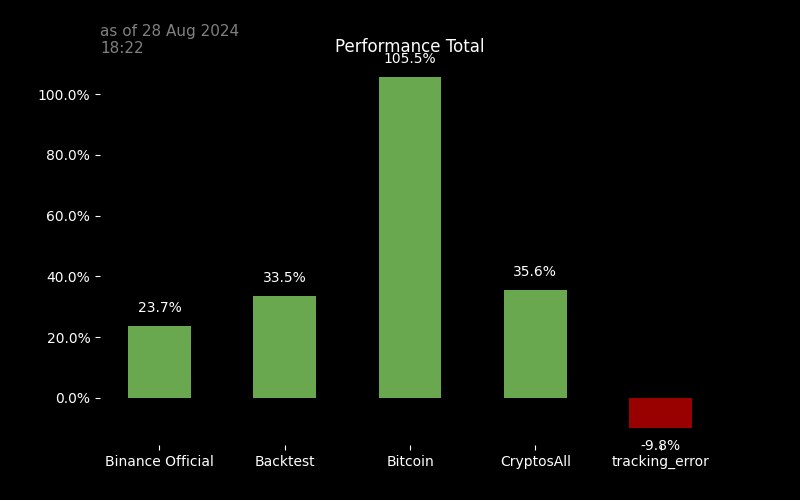 as of 28 Aug 2024
18:22
Performance Total
105.5%
100.0%
80.0%
60.0%
40.0%
20.0%
0.0%
23.7%
33.5%
35.6%
-9.8%
Binance Official
Backtest
Bitcoin
CryptosAll
tracking_error